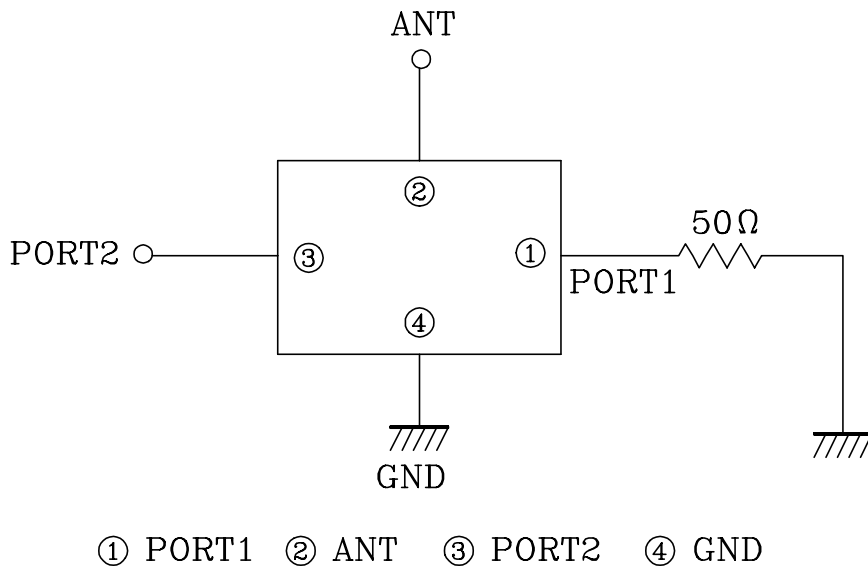 ANT
②
50Ω
PORT2
③
①
PORT1
④
GND
① PORT1 ② ANT ③ PORT2 ④ GND